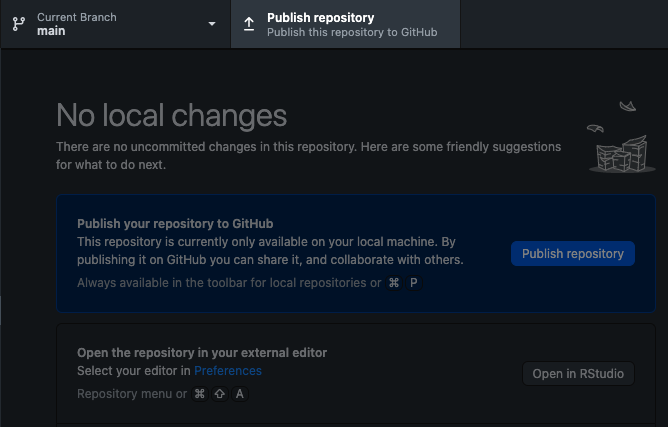 Current Branch
main
Publish repository
Publish this repository to GitHub
No local changes
There are no uncommitted changes in this repository. Here are some friendly suggestions
for what to do next.
Publish your repository to GitHub
This repository is currently only available on your local machine. By
publishing it on GitHub you can share it, and collaborate with others.
Publish repository
Always available in the toolbar for local repositories or ⌘ P
Open the repository in your external editor
Select your editor in Preferences
Open in RStudio
Repository menu or ⌘ ⇧ A